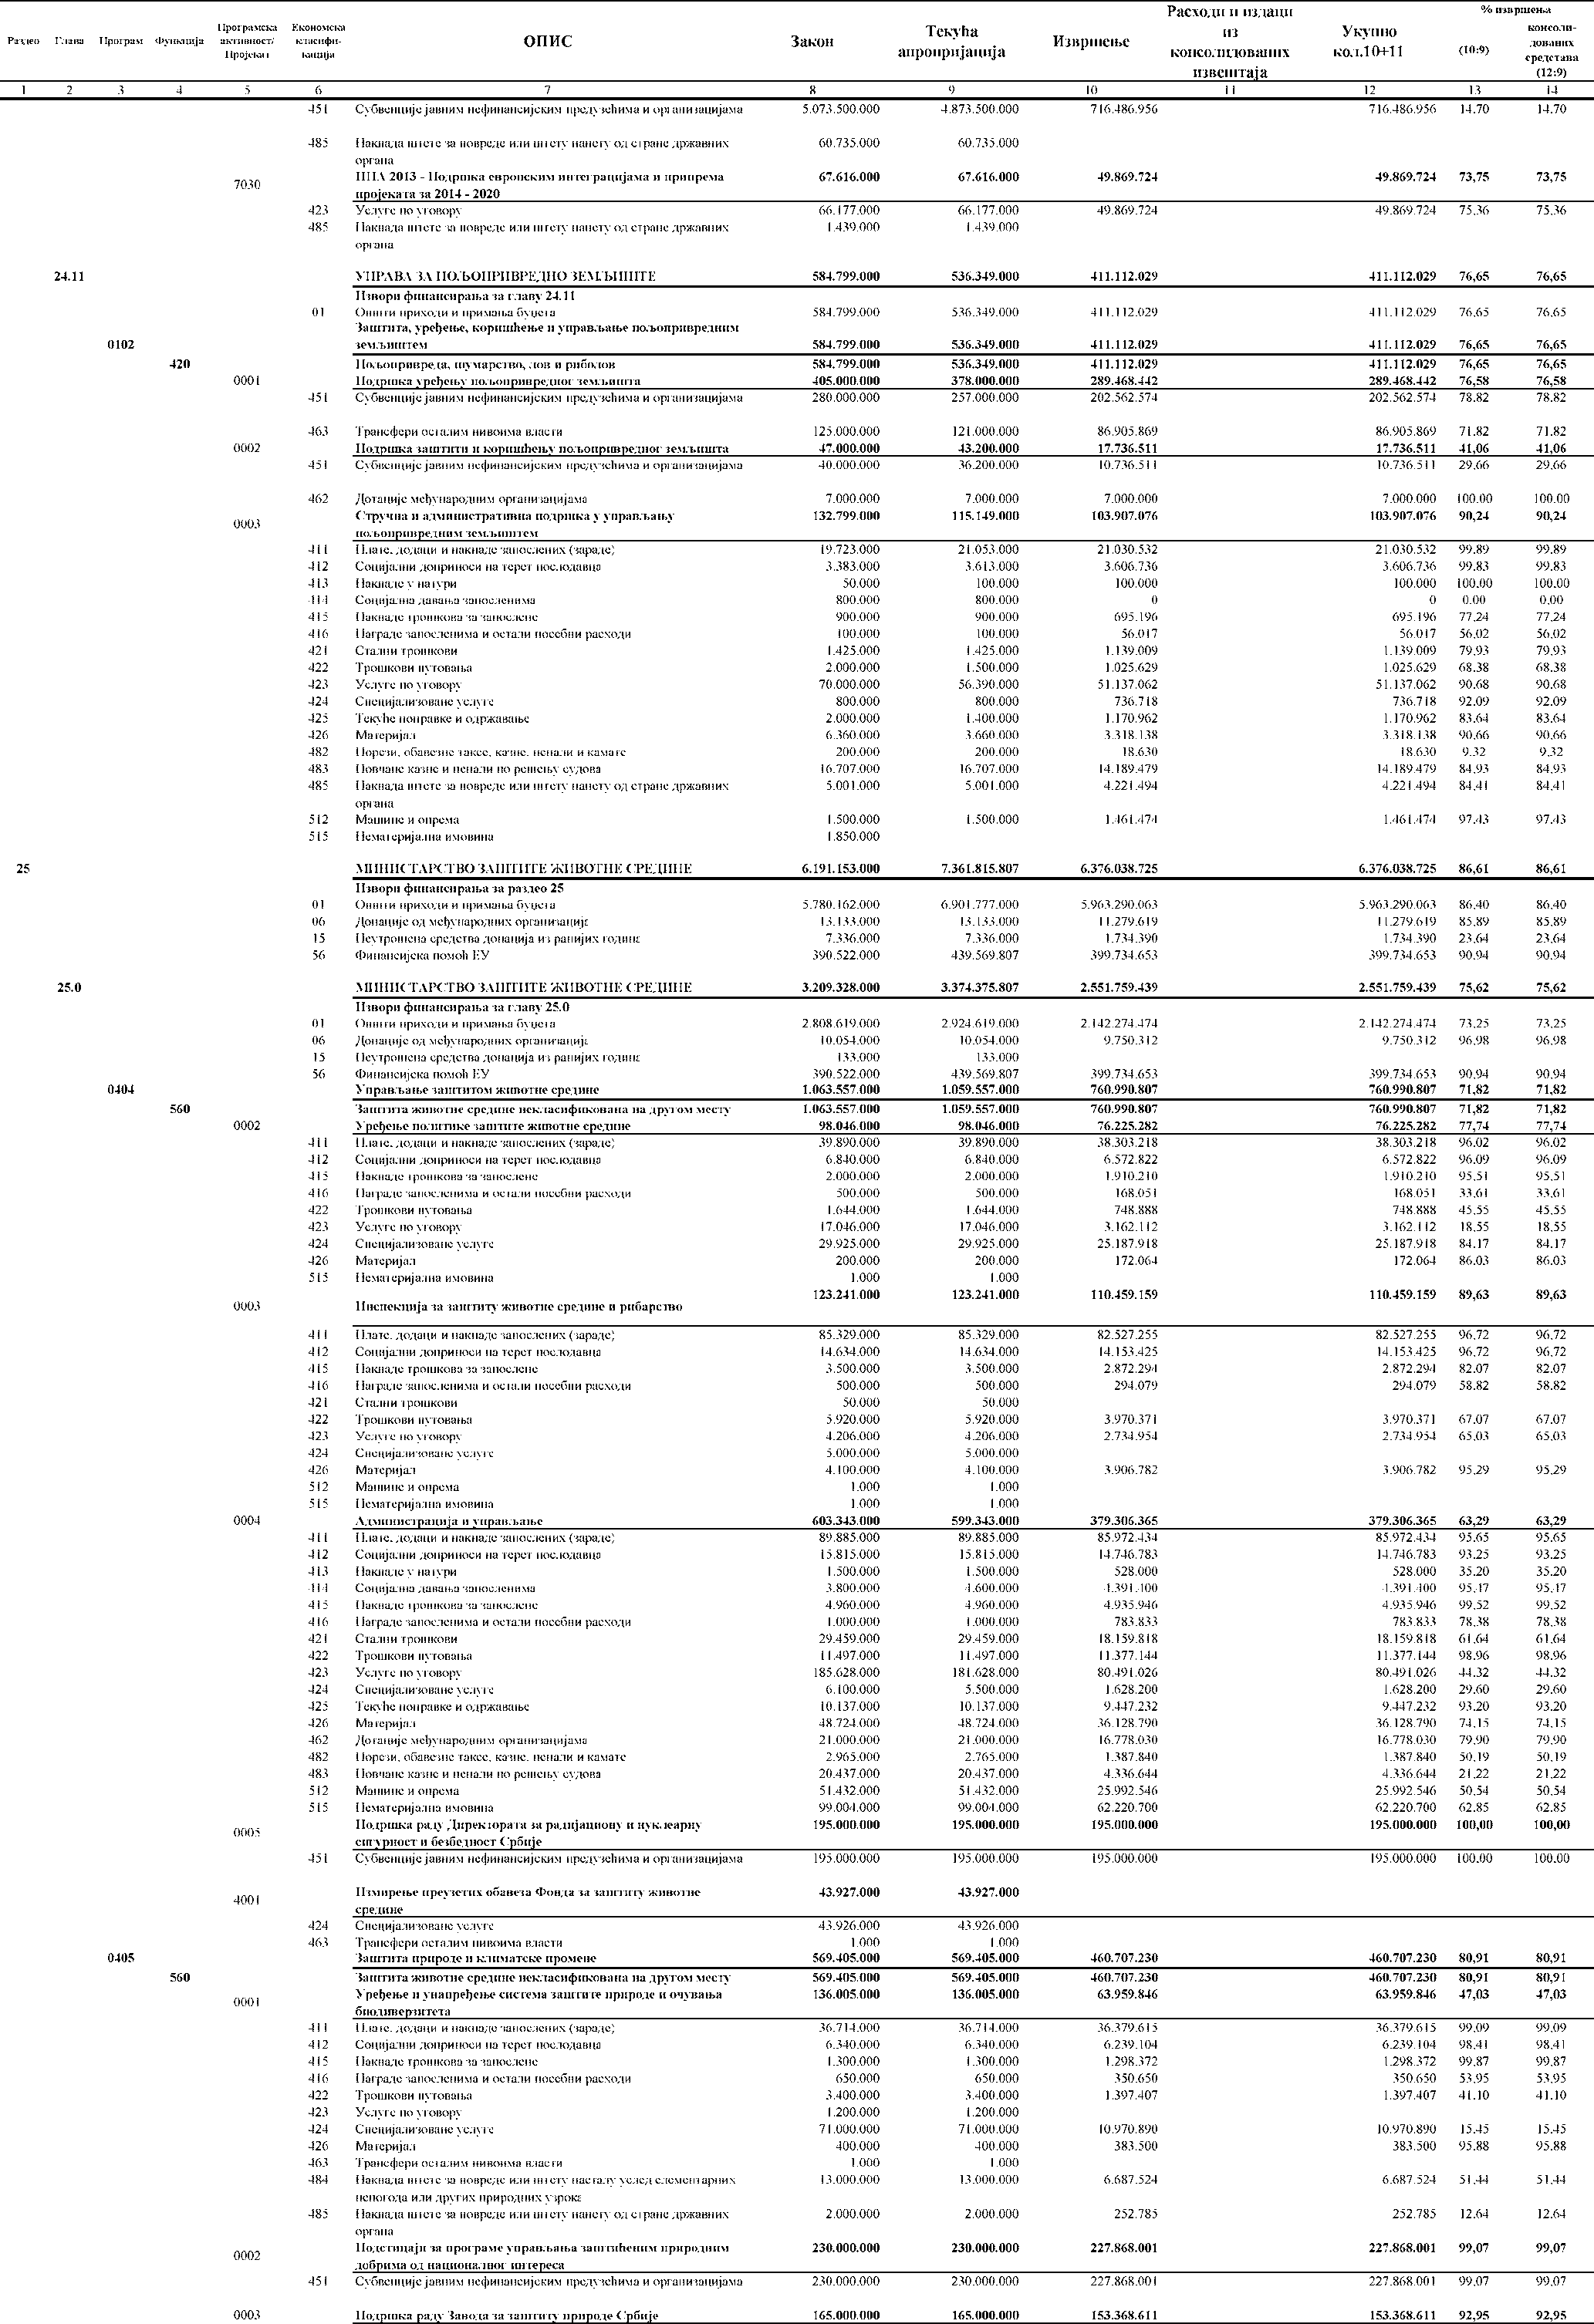 Раздео Глава Програм Функција Програмска активност/ Пројекат Економска класифи- кација ОПИС Закон Текућа апропријација Извршење Расходи и издаци из консолидованих извештаја Укупно кол.10+11 % извршења (10:9) консоли- дованих средстава (12:9)
1 2 3 4 5 6 7 8 9 10 11 12 13 14
451 Субвенције јавним нефинансијским предузећима и организацијама 5.073.500.000 4.873.500.000 716.486.956 716.486.956 14,70 14,70
485 Накнада штете за повреде или штету нанету од стране државних 60.735.000 60.735.000
органа
7030 ИПА 2013 - Подршка европским интеграцијама и припрема 67.616.000 67.616.000 49.869.724 49.869.724 73,75 73,75
пројеката за 2014 - 2020
423 Услуге по уговору 66.177.000 66.177.000 49.869.724 49.869.724 75,36 75,36
485 Накнада штете за повреде или штету нанету од стране државних 1.439.000 1.439.000
органа
24.11 УПРАВА ЗА ПОЉОПРИВРЕДНО ЗЕМЉИШТЕ 584.799.000 536.349.000 411.112.029 411.112.029 76,65 76,65
Извори финансирања за главу 24.11
01 Општи приходи и примања буџета 584.799.000 536.349.000 411.112.029 411.112.029 76,65 76,65
Заштита, уређење, коришћење и управљање пољопривредним
0102 земљиштем 584.799.000 536.349.000 411.112.029 411.112.029 76,65 76,65
420 Пољопривреда, шумарство, лов и риболов 584.799.000 536.349.000 411.112.029 411.112.029 76,65 76,65
0001 Подршка уређењу пољопривредног земљишта 405.000.000 378.000.000 289.468.442 289.468.442 76,58 76,58
451 Субвенције јавним нефинансијским предузећима и организацијама 280.000.000 257.000.000 202.562.574 202.562.574 78,82 78,82
463 Трансфери осталим нивоима власти 125.000.000 121.000.000 86.905.869 86.905.869 71,82 71,82
0002 Подршка заштити и коришћењу пољопривредног земљишта 47.000.000 43.200.000 17.736.511 17.736.511 41,06 41,06
451 Субвенције јавним нефинансијским предузећима и организацијама 40.000.000 36.200.000 10.736.511 10.736.511 29,66 29,66
462 Дотације међународним организацијама 7.000.000 7.000.000 7.000.000 7.000.000 100,00 100,00
0003 Стручна и административна подршка у управљању 132.799.000 115.149.000 103.907.076 103.907.076 90,24 90,24
пољопривредним земљиштем
411 Плате, додаци и накнаде запослених (зараде) 19.723.000 21.053.000 21.030.532 21.030.532 99,89 99,89
412 Социјални доприноси на терет послодавца 3.383.000 3.613.000 3.606.736 3.606.736 99,83 99,83
413 Накнаде у натури 50.000 100.000 100.000 100.000 100,00 100,00
414 Социјална давања запосленима 800.000 800.000 0 0 0,00 0,00
415 Накнаде трошкова за запослене 900.000 900.000 695.196 695.196 77,24 77,24
416 Награде запосленима и остали посебни расходи 100.000 100.000 56.017 56.017 56,02 56,02
421 Стални трошкови 1.425.000 1.425.000 1.139.009 1.139.009 79,93 79,93
422 Трошкови путовања 2.000.000 1.500.000 1.025.629 1.025.629 68,38 68,38
423 Услуге по уговору 70.000.000 56.390.000 51.137.062 51.137.062 90,68 90,68
424 Специјализоване услуге 800.000 800.000 736.718 736.718 92,09 92,09
425 Текуће поправке и одржавање 2.000.000 1.400.000 1.170.962 1.170.962 83,64 83,64
426 Материјал 6.360.000 3.660.000 3.318.138 3.318.138 90,66 90,66
482 Порези, обавезне таксе, казне, пенали и камате 200.000 200.000 18.630 18.630 9,32 9,32
483 Новчане казне и пенали по решењу судова 16.707.000 16.707.000 14.189.479 14.189.479 84,93 84,93
485 Накнада штете за повреде или штету нанету од стране државних 5.001.000 5.001.000 4.221.494 4.221.494 84,41 84,41
органа
512 Машине и опрема 1.500.000 1.500.000 1.461.474 1.461.474 97,43 97,43
515 Нематеријална имовина 1.850.000
25 МИНИСТАРСТВО ЗАШТИТЕ ЖИВОТНЕ СРЕДИНЕ 6.191.153.000 7.361.815.807 6.376.038.725 6.376.038.725 86,61 86,61
Извори финансирања за раздео 25
01 Општи приходи и примања буџета 5.780.162.000 6.901.777.000 5.963.290.063 5.963.290.063 86,40 86,40
06 Донације од међународних организација 13.133.000 13.133.000 11.279.619 11.279.619 85,89 85,89
15 Неутрошена средства донација из ранијих година 7.336.000 7.336.000 1.734.390 1.734.390 23,64 23,64
56 Финансијска помоћ ЕУ 390.522.000 439.569.807 399.734.653 399.734.653 90,94 90,94
25.0 МИНИСТАРСТВО ЗАШТИТЕ ЖИВОТНЕ СРЕДИНЕ 3.209.328.000 3.374.375.807 2.551.759.439 2.551.759.439 75,62 75,62
Извори финансирања за главу 25.0
01 Општи приходи и примања буџета 2.808.619.000 2.924.619.000 2.142.274.474 2.142.274.474 73,25 73,25
06 Донације од међународних организација 10.054.000 10.054.000 9.750.312 9.750.312 96,98 96,98
15 Неутрошена средства донација из ранијих година 133.000 133.000
56 Финансијска помоћ ЕУ 390.522.000 439.569.807 399.734.653 399.734.653 90,94 90,94
0404 Управљање заштитом животне средине 1.063.557.000 1.059.557.000 760.990.807 760.990.807 71,82 71,82
560 Заштита животне средине некласификована на другом месту 1.063.557.000 1.059.557.000 760.990.807 760.990.807 71,82 71,82
0002 Уређење политике заштите животне средине 98.046.000 98.046.000 76.225.282 76.225.282 77,74 77,74
411 Плате, додаци и накнаде запослених (зараде) 39.890.000 39.890.000 38.303.218 38.303.218 96,02 96,02
412 Социјални доприноси на терет послодавца 6.840.000 6.840.000 6.572.822 6.572.822 96,09 96,09
415 Накнаде трошкова за запослене 2.000.000 2.000.000 1.910.210 1.910.210 95,51 95,51
416 Награде запосленима и остали посебни расходи 500.000 500.000 168.051 168.051 33,61 33,61
422 Трошкови путовања 1.644.000 1.644.000 748.888 748.888 45,55 45,55
423 Услуге по уговору 17.046.000 17.046.000 3.162.112 3.162.112 18,55 18,55
424 Специјализоване услуге 29.925.000 29.925.000 25.187.918 25.187.918 84,17 84,17
426 Материјал 200.000 200.000 172.064 172.064 86,03 86,03
515 Нематеријална имовина 1.000 1.000
0003 Инспекција за заштиту животне средине и рибарство 123.241.000 123.241.000 110.459.159 110.459.159 89,63 89,63
411 Плате, додаци и накнаде запослених (зараде) 85.329.000 85.329.000 82.527.255 82.527.255 96,72 96,72
412 Социјални доприноси на терет послодавца 14.634.000 14.634.000 14.153.425 14.153.425 96,72 96,72
415 Накнаде трошкова за запослене 3.500.000 3.500.000 2.872.294 2.872.294 82,07 82,07
416 Награде запосленима и остали посебни расходи 500.000 500.000 294.079 294.079 58,82 58,82
421 Стални трошкови 50.000 50.000
422 Трошкови путовања 5.920.000 5.920.000 3.970.371 3.970.371 67,07 67,07
423 Услуге по уговору 4.206.000 4.206.000 2.734.954 2.734.954 65,03 65,03
424 Специјализоване услуге 5.000.000 5.000.000
426 Материјал 4.100.000 4.100.000 3.906.782 3.906.782 95,29 95,29
512 Машине и опрема 1.000 1.000
515 Нематеријална имовина 1.000 1.000
0004 Администрација и управљање 603.343.000 599.343.000 379.306.365 379.306.365 63,29 63,29
411 Плате, додаци и накнаде запослених (зараде) 89.885.000 89.885.000 85.972.434 85.972.434 95,65 95,65
412 Социјални доприноси на терет послодавца 15.815.000 15.815.000 14.746.783 14.746.783 93,25 93,25
413 Накнаде у натури 1.500.000 1.500.000 528.000 528.000 35,20 35,20
414 Социјална давања запосленима 3.800.000 4.600.000 4.391.400 4.391.400 95,47 95,47
415 Накнаде трошкова за запослене 4.960.000 4.960.000 4.935.946 4.935.946 99,52 99,52
416 Награде запосленима и остали посебни расходи 1.000.000 1.000.000 783.833 783.833 78,38 78,38
421 Стални трошкови 29.459.000 29.459.000 18.159.818 18.159.818 61,64 61,64
422 Трошкови путовања 11.497.000 11.497.000 11.377.144 11.377.144 98,96 98,96
423 Услуге по уговору 185.628.000 181.628.000 80.491.026 80.491.026 44,32 44,32
424 Специјализоване услуге 6.100.000 5.500.000 1.628.200 1.628.200 29,60 29,60
425 Текуће поправке и одржавање 10.137.000 10.137.000 9.447.232 9.447.232 93,20 93,20
426 Материјал 48.724.000 48.724.000 36.128.790 36.128.790 74,15 74,15
462 Дотације међународним организацијама 21.000.000 21.000.000 16.778.030 16.778.030 79,90 79,90
482 Порези, обавезне таксе, казне, пенали и камате 2.965.000 2.765.000 1.387.840 1.387.840 50,19 50,19
483 Новчане казне и пенали по решењу судова 20.437.000 20.437.000 4.336.644 4.336.644 21,22 21,22
512 Машине и опрема 51.432.000 51.432.000 25.992.546 25.992.546 50,54 50,54
515 Нематеријална имовина 99.004.000 99.004.000 62.220.700 62.220.700 62,85 62,85
0005 Подршка раду Директората за радијациону и нуклеарну 195.000.000 195.000.000 195.000.000 195.000.000 100,00 100,00
сигурност и безбедност Србије
451 Субвенције јавним нефинансијским предузећима и организацијама 195.000.000 195.000.000 195.000.000 195.000.000 100,00 100,00
4001 Измирење преузетих обавеза Фонда за заштиту животне 43.927.000 43.927.000
средине
424 Специјализоване услуге 43.926.000 43.926.000
463 Трансфери осталим нивоима власти 1.000 1.000
0405 Заштита природе и климатске промене 569.405.000 569.405.000 460.707.230 460.707.230 80,91 80,91
560 Заштита животне средине некласификована на другом месту 569.405.000 569.405.000 460.707.230 460.707.230 80,91 80,91
0001 Уређење и унапређење система заштите природе и очувања 136.005.000 136.005.000 63.959.846 63.959.846 47,03 47,03
биодиверзитета
411 Плате, додаци и накнаде запослених (зараде) 36.714.000 36.714.000 36.379.615 36.379.615 99,09 99,09
412 Социјални доприноси на терет послодавца 6.340.000 6.340.000 6.239.104 6.239.104 98,41 98,41
415 Накнаде трошкова за запослене 1.300.000 1.300.000 1.298.372 1.298.372 99,87 99,87
416 Награде запосленима и остали посебни расходи 650.000 650.000 350.650 350.650 53,95 53,95
422 Трошкови путовања 3.400.000 3.400.000 1.397.407 1.397.407 41,10 41,10
423 Услуге по уговору 1.200.000 1.200.000
424 Специјализоване услуге 71.000.000 71.000.000 10.970.890 10.970.890 15,45 15,45
426 Материјал 400.000 400.000 383.500 383.500 95,88 95,88
463 Трансфери осталим нивоима власти 1.000 1.000
484 Накнада штете за повреде или штету насталу услед елементарних 13.000.000 13.000.000 6.687.524 6.687.524 51,44 51,44
непогода или других природних узрока
485 Накнада штете за повреде или штету нанету од стране државних 2.000.000 2.000.000 252.785 252.785 12,64 12,64
органа
0002 Подстицаји за програме управљања заштићеним природним 230.000.000 230.000.000 227.868.001 227.868.001 99,07 99,07
добрима од националног интереса
451 Субвенције јавним нефинансијским предузећима и организацијама 230.000.000 230.000.000 227.868.001 227.868.001 99,07 99,07
0003 Подршка раду Завода за заштиту природе Србије 165.000.000 165.000.000 153.368.611 153.368.611 92,95 92,95